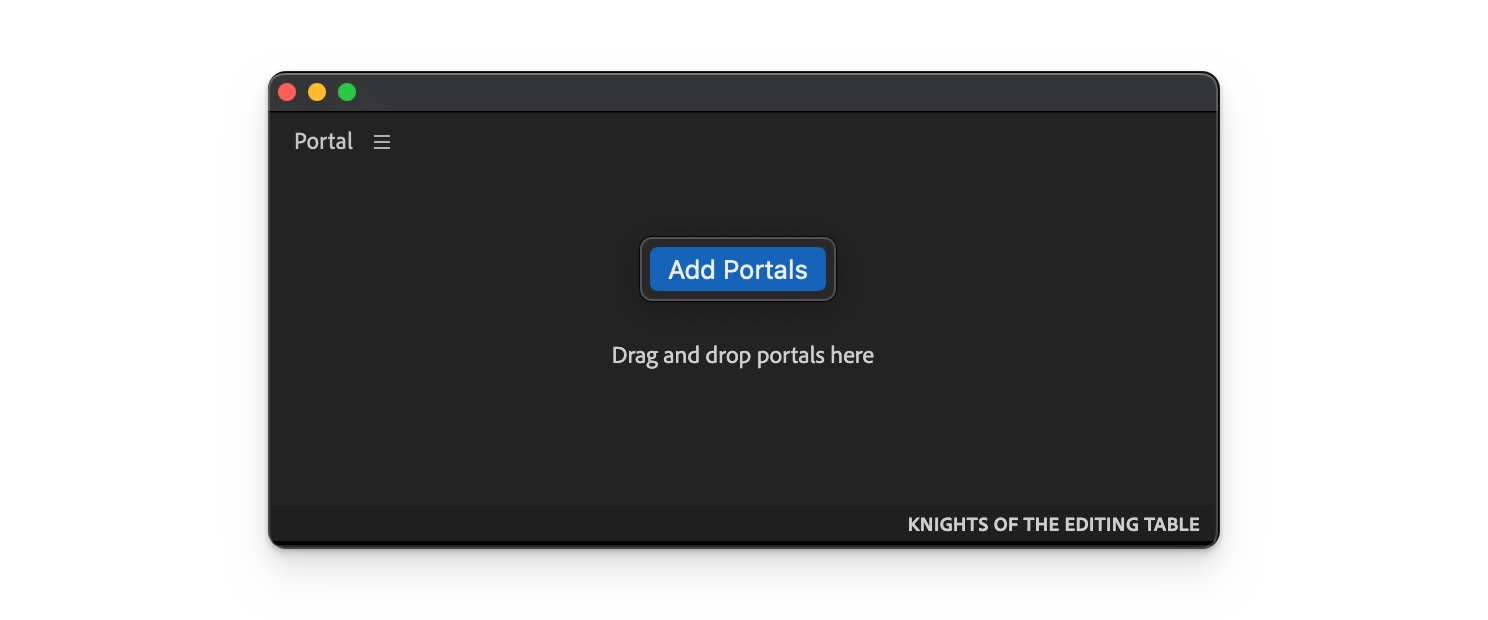 Portal
Add Portals
Drag and drop portals here
KNIGHTS OF THE EDITING TABLE